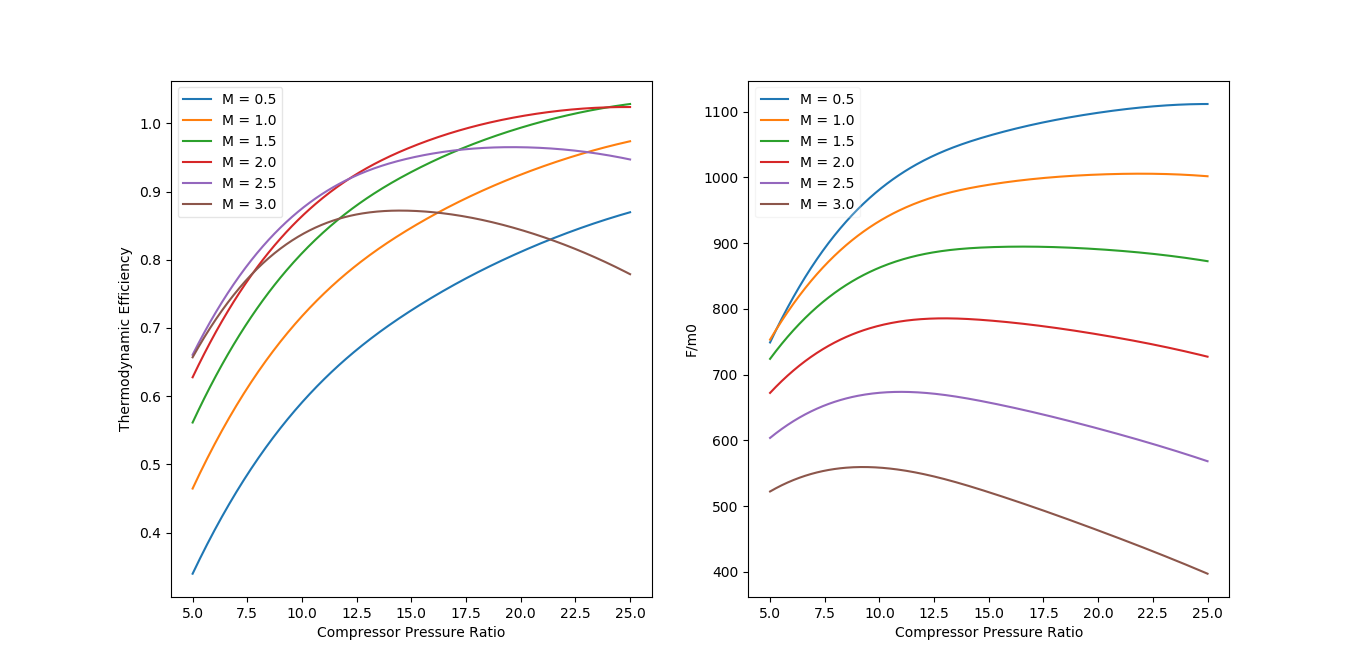 M = 0.5
M = 1.0
M = 1.5
M = 2.0
M = 2.5
M = 3.0
1.0
0.9
0.8
0.7
0.6
0.5
0.4
Thermodynamic Efficiency
5.0 7.5 10.0 12.5 15.0 17.5 20.0 22.5 25.0
Compressor Pressure Ratio
M = 0.5
M = 1.0
M = 1.5
M = 2.0
M = 2.5
M = 3.0
1100
1000
900
800
700
600
500
400
F/m0
5.0 7.5 10.0 12.5 15.0 17.5 20.0 22.5 25.0
Compressor Pressure Ratio